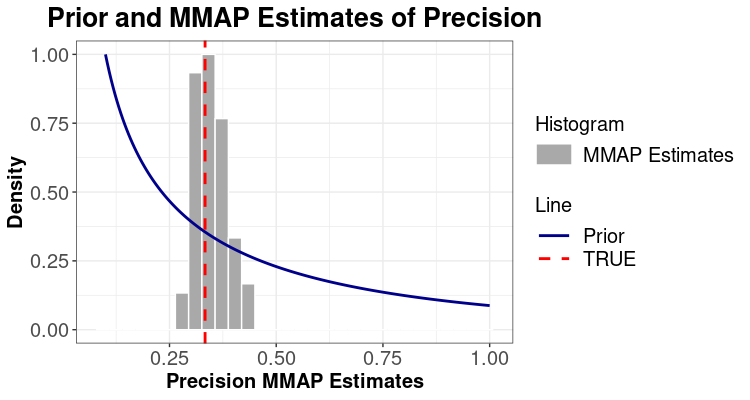 Prior and MMAP Estimates of Precision
Density
1.00
0.75
0.50
0.25
0.00
0.25 0.50 0.75 1.00
Precision MMAP Estimates
Histogram
MMAP Estimates
Line
Prior
TRUE